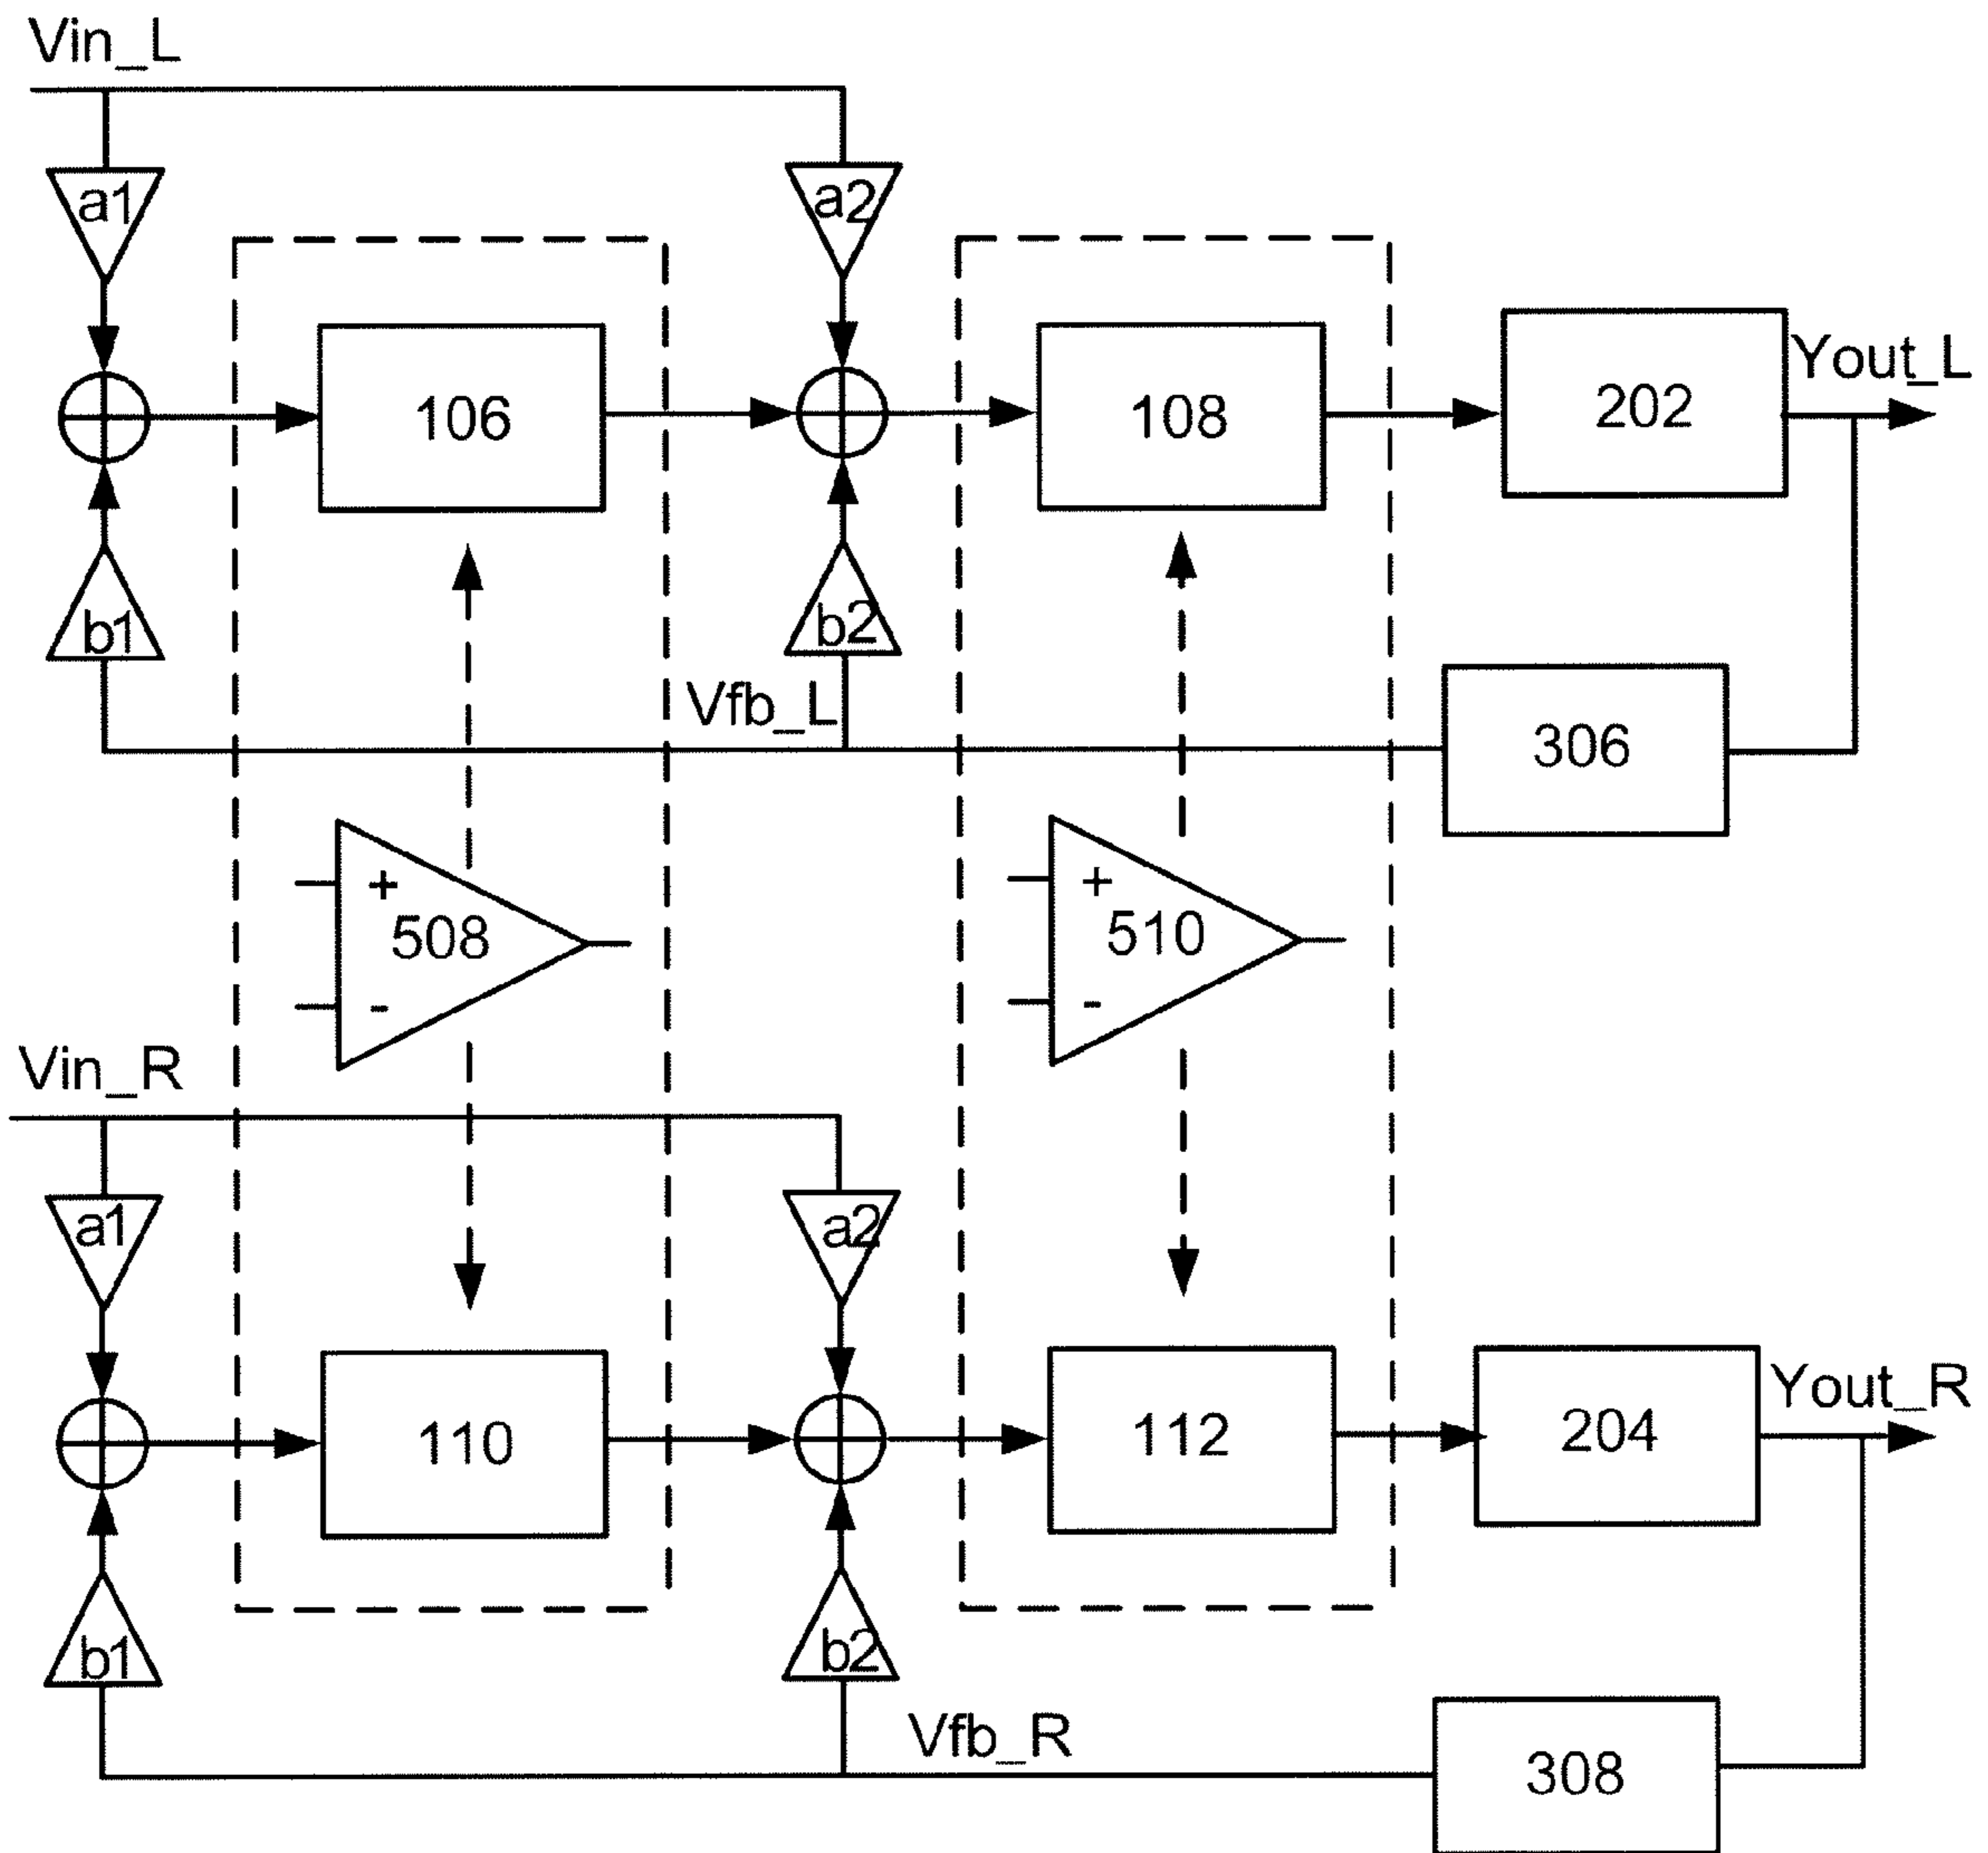 Vin_L
a1
a2
106
108
202
Yout_L
b1
b2
Vfb_L
306
+
508
-
+
510
-
Vin_R
a1
a2
110
112
204
Yout_R
b1
b2
Vfb_R
308